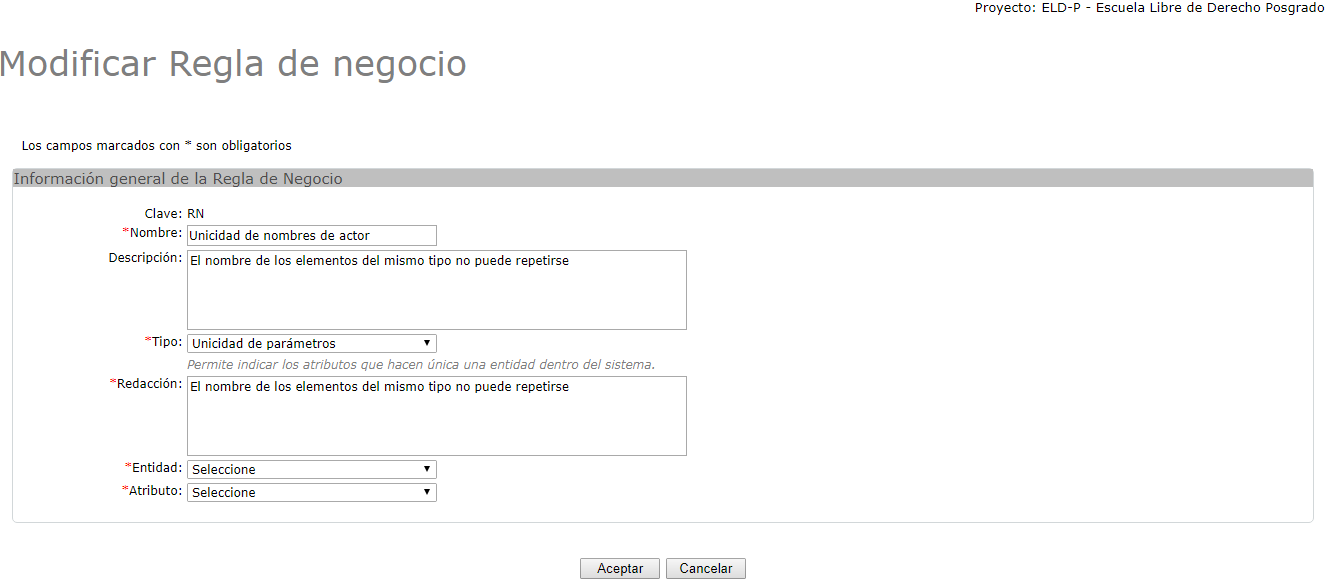 Proyecto: ELD-P - Escuela Libre de Derecho Posgrado
Modificar Regla de negocio
Los campos marcados con * son obligatorios
Información general de la Regla de Negocio
Clave: RN
*Nombre: Unicidad de nombres de actor
Descripción: El nombre de los elementos del mismo tipo no puede repetirse
*Tipo: Unicidad de parámetros
Permite indicar los atributos que hacen única una entidad dentro del sistema.
*Redacción: El nombre de los elementos del mismo tipo no puede repetirse
*Entidad: Seleccione
*Atributo: Seleccione
Aceptar Cancelar